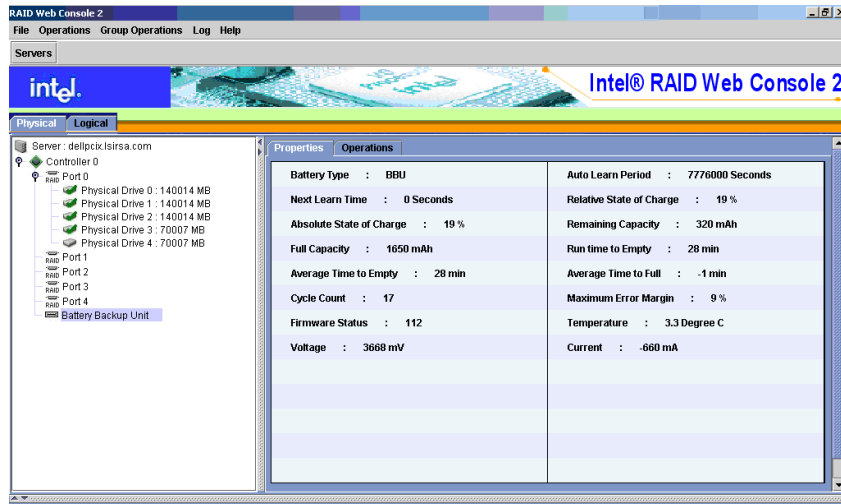 RAID Web Console 2
File Operations Group Operations Log Help
Servers
intel.
Intel® RAID Web Console 2
Physical Logical
Server : dellpcix.lsirsa.com
Controller 0
RAID Port 0
Physical Drive 0 : 140014 MB
Physical Drive 1 : 140014 MB
Physical Drive 2 : 140014 MB
Physical Drive 3 : 70007 MB
Physical Drive 4 : 70007 MB
RAID Port 1
RAID Port 2
RAID Port 3
RAID Port 4
Battery Backup Unit
Properties Operations
Battery Type : BBU
Auto Learn Period : 7776000 Seconds
Next Learn Time : 0 Seconds
Relative State of Charge : 19 %
Absolute State of Charge : 19 %
Remaining Capacity : 320 mAh
Full Capacity : 1650 mAh
Run time to Empty : 28 min
Average Time to Empty : 28 min
Average Time to Full : -1 min
Cycle Count : 17
Maximum Error Margin : 9 %
Firmware Status : 112
Temperature : 3.3 Degree C
Voltage : 3668 mV
Current : -660 mA